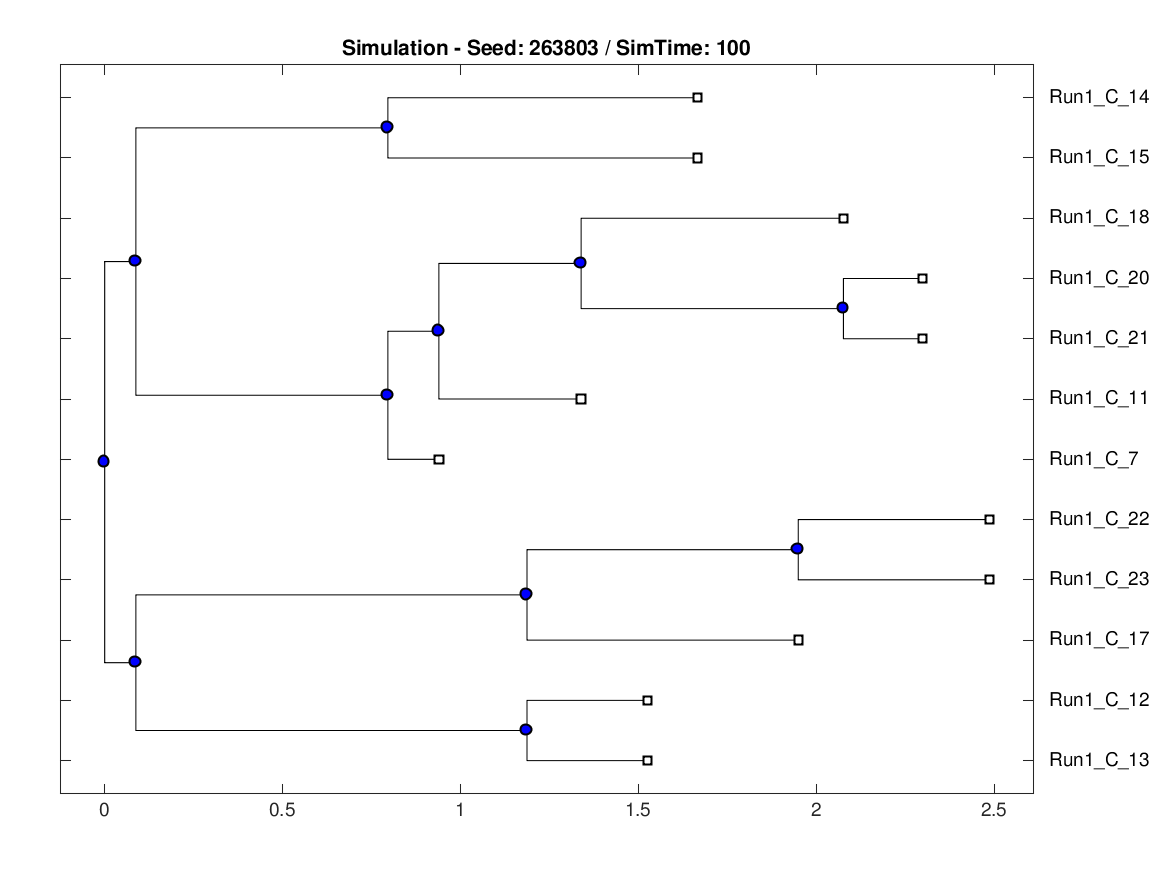 Simulation - Seed: 263803 / SimTime: 100
Run1_C_14
Run1_C_15
Run1_C_18
Run1_C_20
Run1_C_21
Run1_C_11
Run1_C_7
Run1_C_22
Run1_C_23
Run1_C_17
Run1_C_12
Run1_C_13
0 0.5 1 1.5 2 2.5